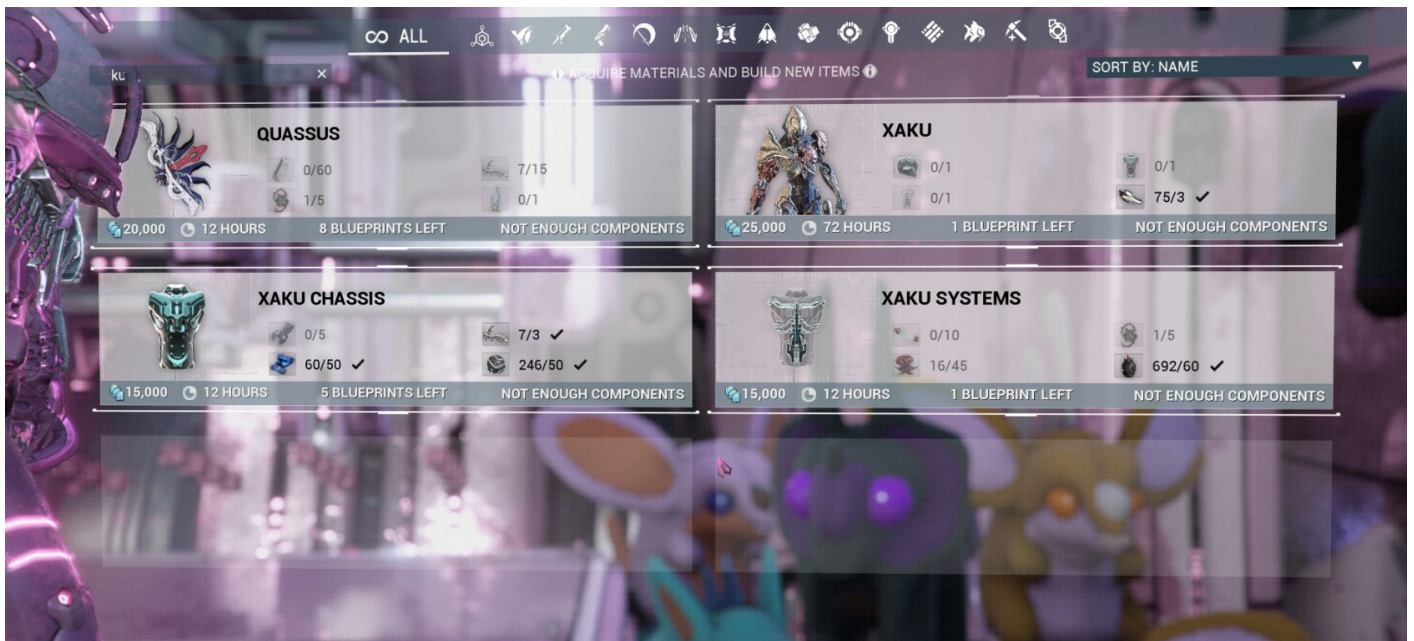 ALL
ku
×
ACQUIRE MATERIALS AND BUILD NEW ITEMS
SORT BY: NAME
QUASSUS
0/60
7/15
1/5
0/1
20,000 12 HOURS 8 BLUEPRINTS LEFT NOT ENOUGH COMPONENTS
XAKU
0/1
0/1
0/1
75/3 ✓
25,000 72 HOURS 1 BLUEPRINT LEFT NOT ENOUGH COMPONENTS
XAKU CHASSIS
0/5
7/3 ✓
60/50 ✓
246/50 ✓
15,000 12 HOURS 5 BLUEPRINTS LEFT NOT ENOUGH COMPONENTS
XAKU SYSTEMS
0/10
1/5
16/45
692/60 ✓
15,000 12 HOURS 1 BLUEPRINT LEFT NOT ENOUGH COMPONENTS